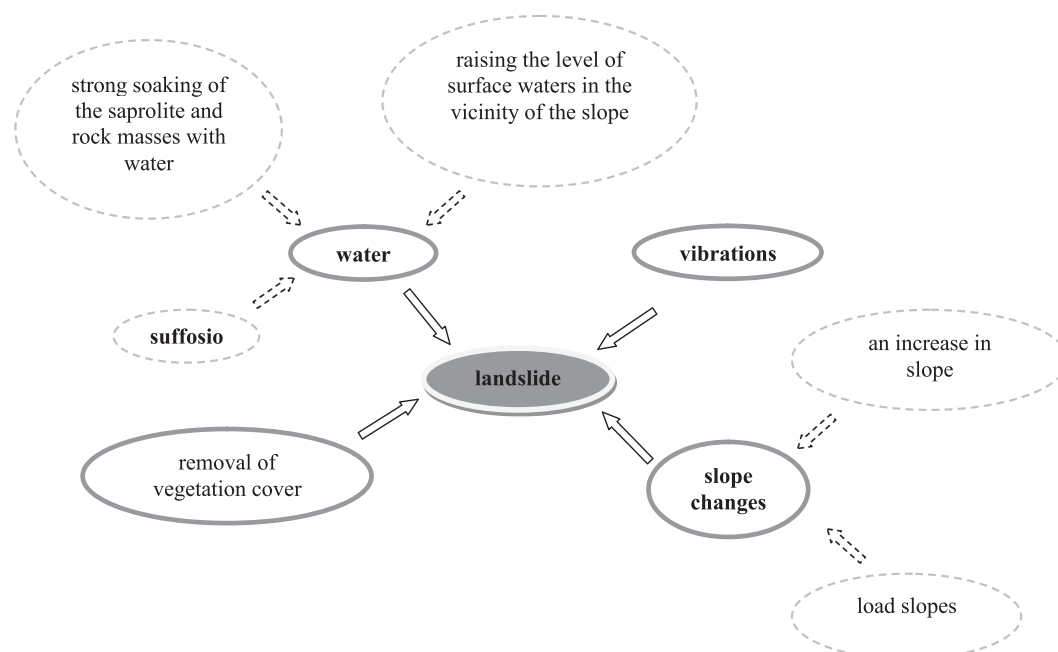 strong soaking of
the saprolite and
rock masses with
water
raising the level of
surface waters in the
vicinity of the slope
water
vibrations
suffosio
an increase in
slope
landslide
removal of
vegetation cover
slope
changes
load slopes